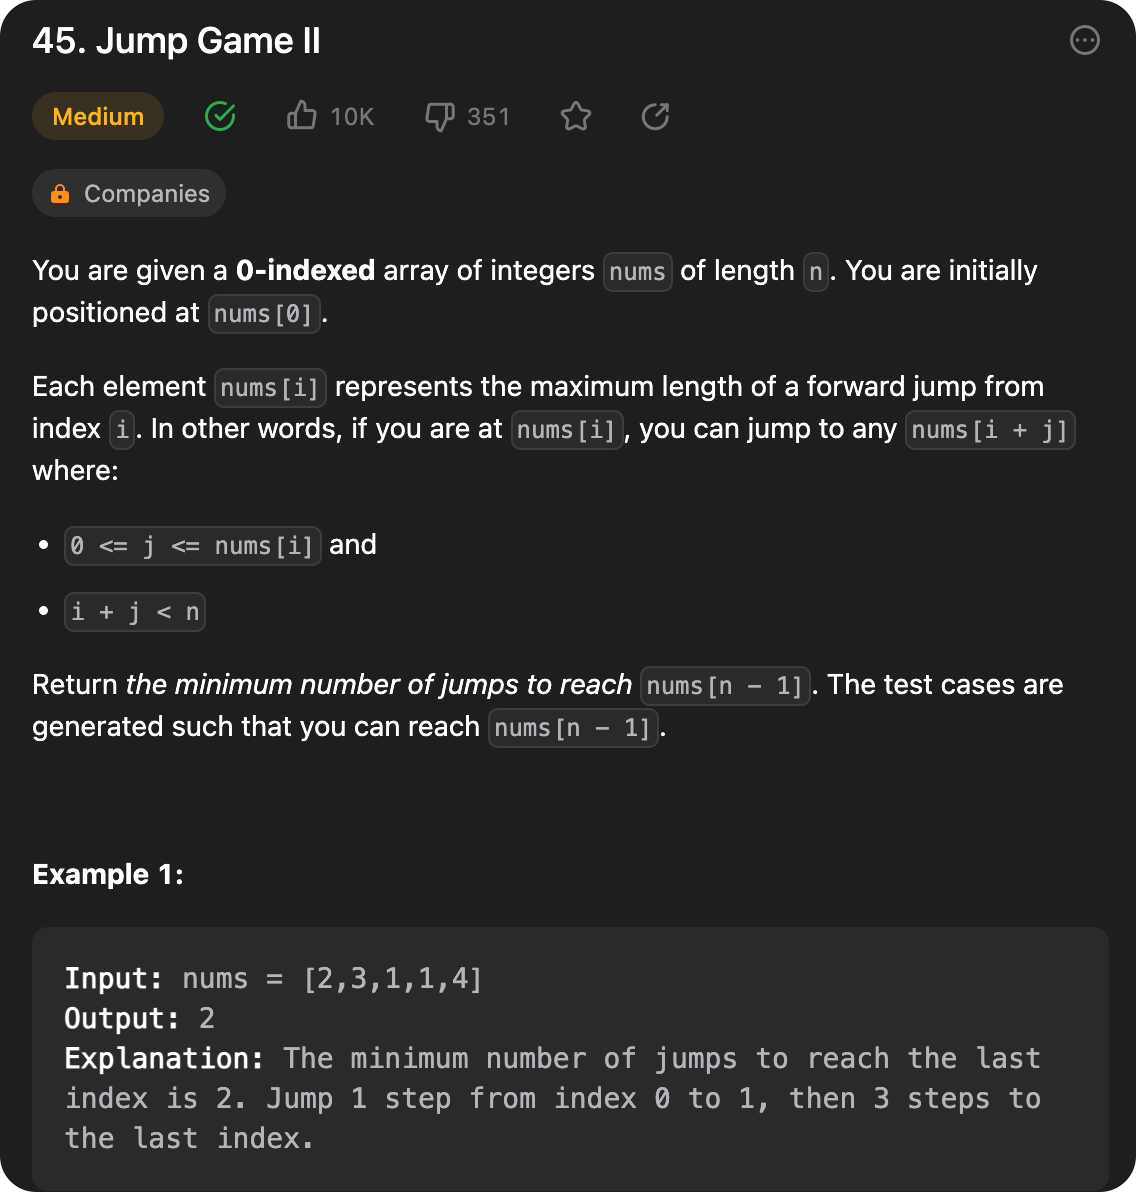 45. Jump Game II
Medium 10K 351
Companies
You are given a 0-indexed array of integers nums of length n. You are initially
positioned at nums[0].
Each element nums[i] represents the maximum length of a forward jump from
index i. In other words, if you are at nums[i], you can jump to any nums[i + j]
where:
• 0 <= j <= nums[i] and
• i + j < n
Return the minimum number of jumps to reach nums[n - 1]. The test cases are
generated such that you can reach nums[n - 1].
Example 1:
Input: nums = [2,3,1,1,4]
Output: 2
Explanation: The minimum number of jumps to reach the last
index is 2. Jump 1 step from index 0 to 1, then 3 steps to
the last index.